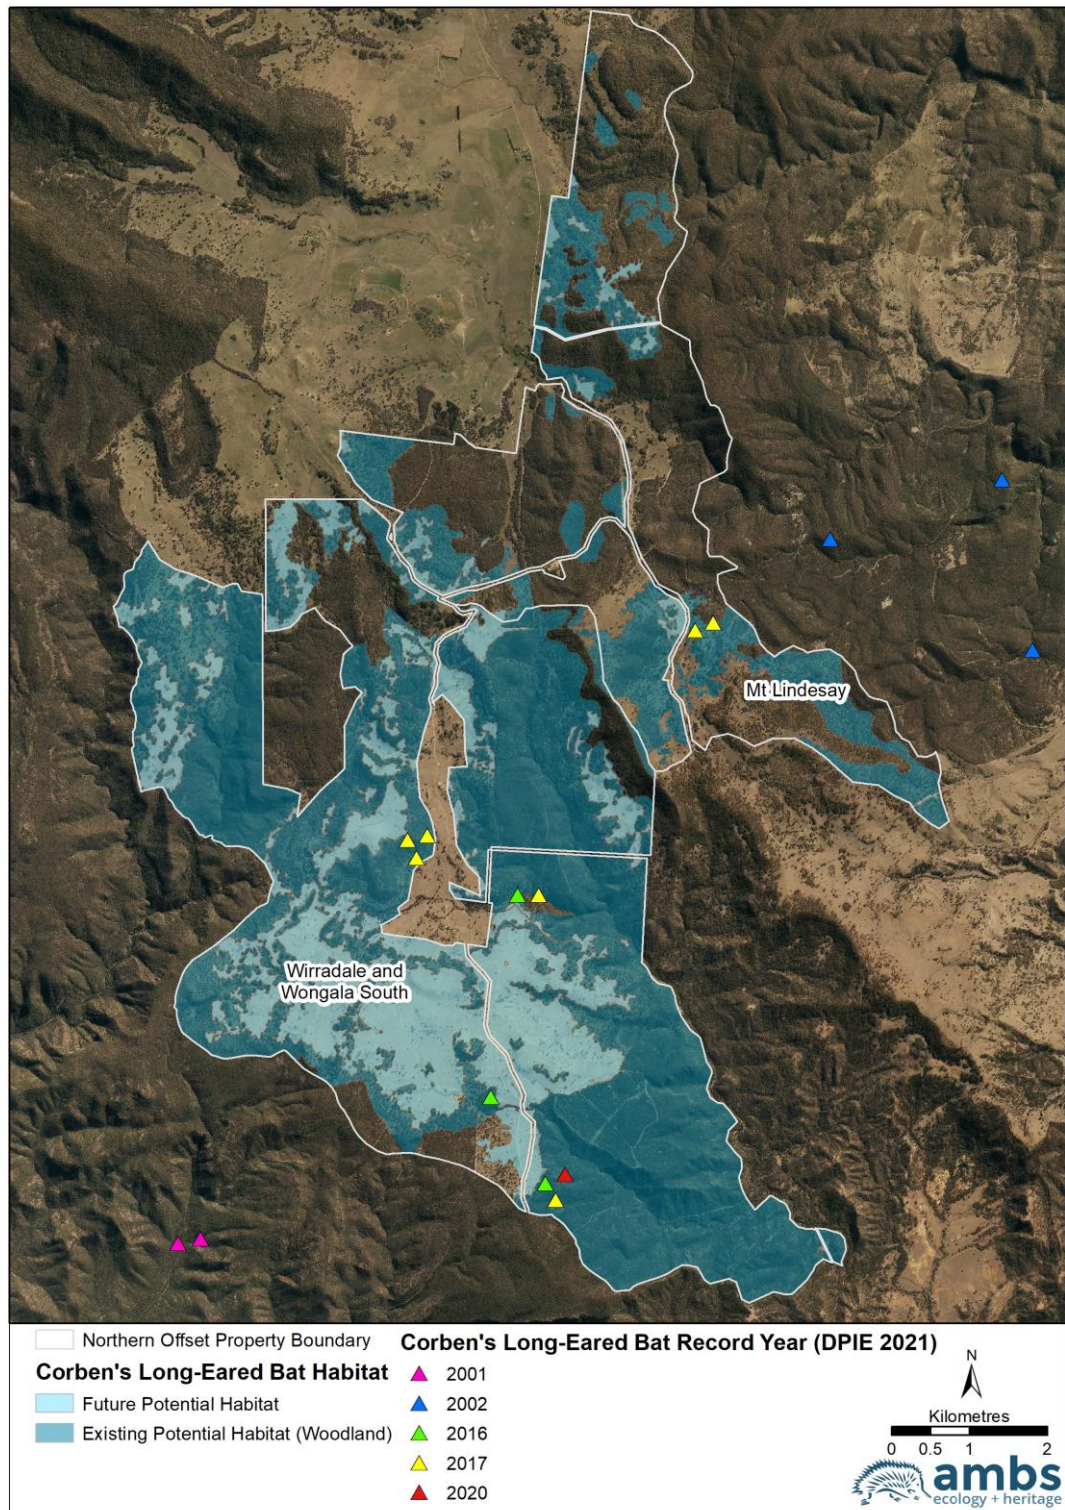 Mt Lindesay
Wirradale and
Wongala South
Northern Offset Property Boundary
Corben's Long-Eared Bat Habitat
Future Potential Habitat
Existing Potential Habitat (Woodland)
Corben's Long-Eared Bat Record Year (DPIE 2021)
2001
2002
2016
2017
2020
N
Kilometres
0 0.5 1 2
ambs
ecology + heritage